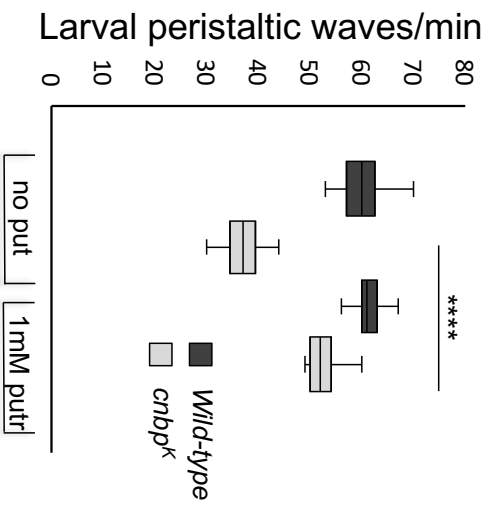 Larval peristaltic waves/min
0
10
20
30
40
50
60
70
80
****
no put
1mM putr
Wild-type
cnbpᴷ